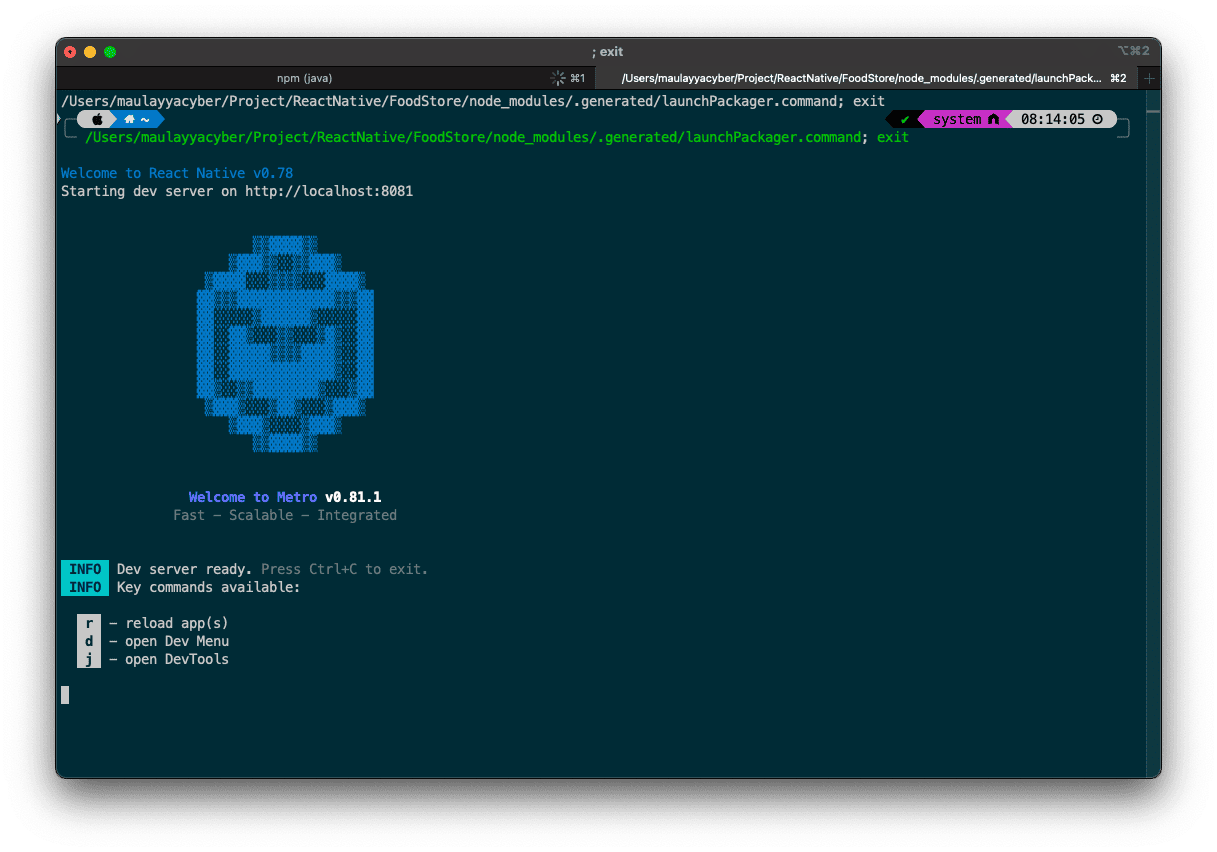 ; exit
⌥⌘2
npm (java)
⌘1
/Users/maulayyacyber/Project/ReactNative/FoodStore/node_modules/.generated/launchPack... ⌘2
/Users/maulayyacyber/Project/ReactNative/FoodStore/node_modules/.generated/launchPackager.command; exit
~ ✔ system 08:14:05
/Users/maulayyacyber/Project/ReactNative/FoodStore/node_modules/.generated/launchPackager.command; exit
Welcome to React Native v0.78
Starting dev server on http://localhost:8081
Welcome to Metro v0.81.1
Fast - Scalable - Integrated
INFO Dev server ready. Press Ctrl+C to exit.
INFO Key commands available:
r - reload app(s)
d - open Dev Menu
j - open DevTools